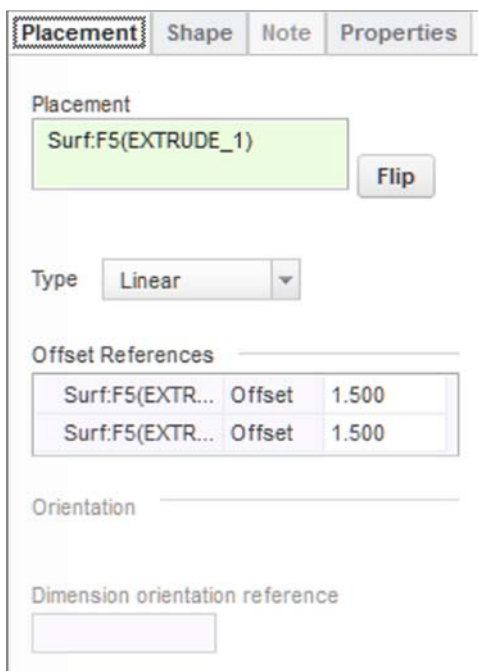 Placement Shape Note Properties
Placement
Surf:F5(EXTRUDE_1)
Flip
Type Linear
Offset References
Surf:F5(EXTR... Offset 1.500
Surf:F5(EXTR... Offset 1.500
Orientation
Dimension orientation reference